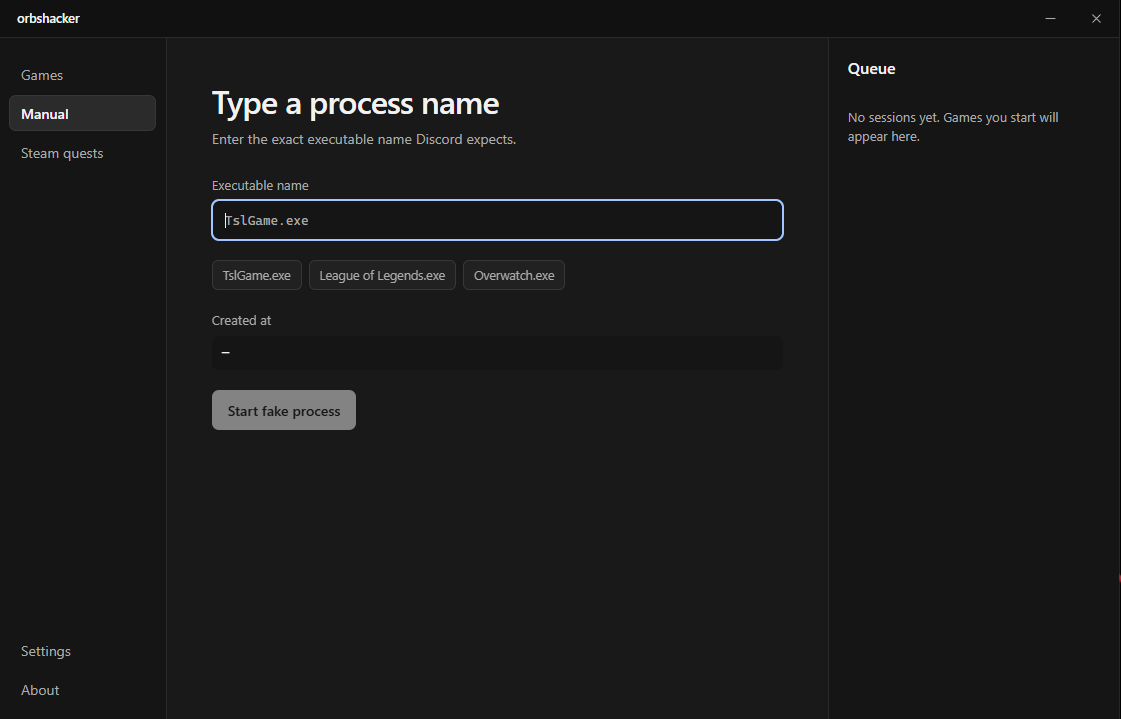 orbshacker
Games
Manual
Steam quests
Settings
About
Type a process name
Enter the exact executable name Discord expects.
Executable name
TslGame.exe
TslGame.exe League of Legends.exe Overwatch.exe
Created at
–
Start fake process
Queue
No sessions yet. Games you start will
appear here.